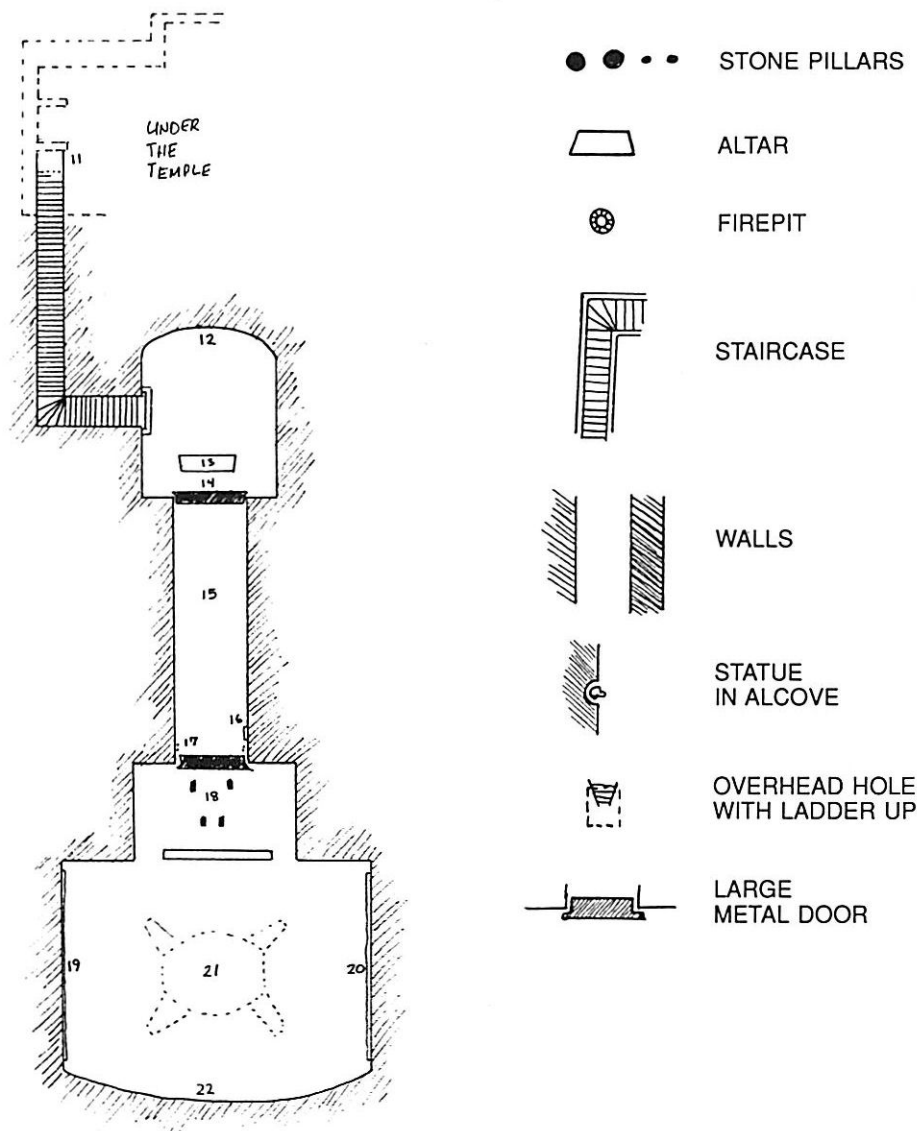 UNDER
THE
TEMPLE
11
12
13
14
15
16
17
18
19
21
20
22
STONE PILLARS
ALTAR
FIREPIT
STAIRCASE
WALLS
STATUE
IN ALCOVE
OVERHEAD HOLE
WITH LADDER UP
LARGE
METAL DOOR